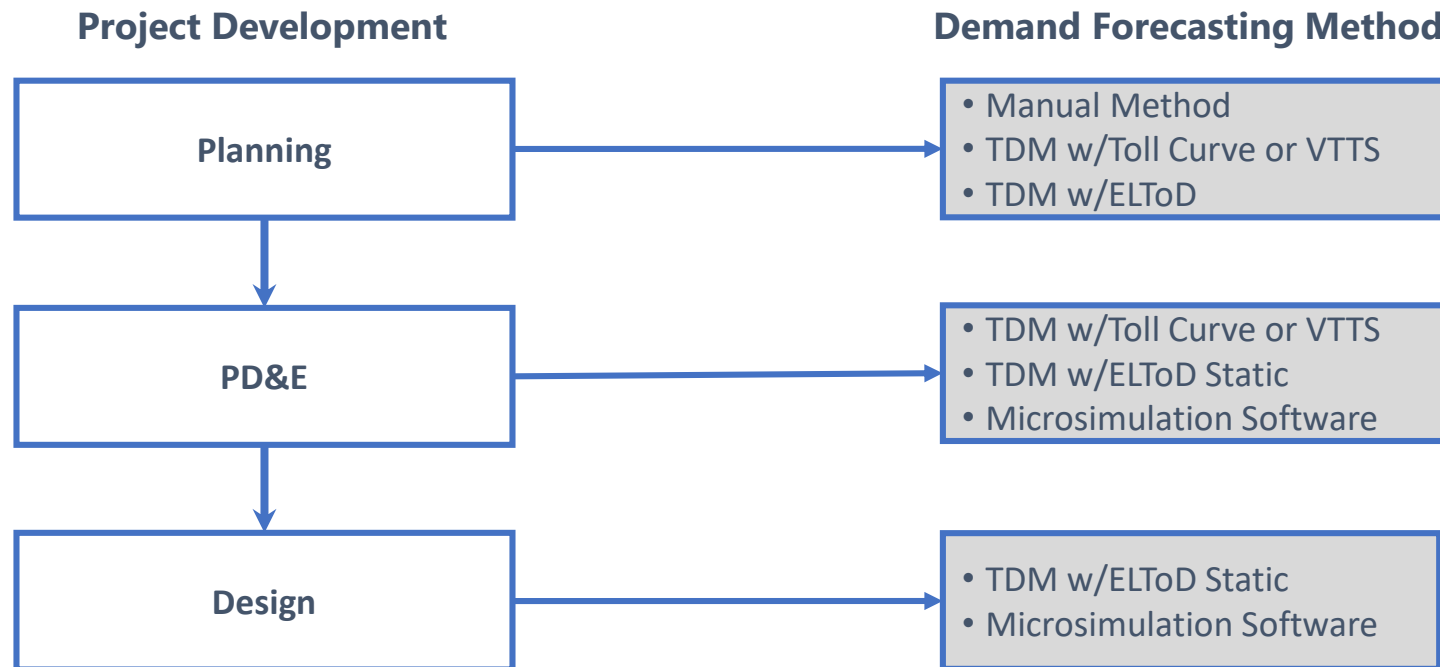 Project Development
Demand Forecasting Method
Planning
• Manual Method
• TDM w/Toll Curve or VTTS
• TDM w/ELToD
PD&E
• TDM w/Toll Curve or VTTS
• TDM w/ELToD Static
• Microsimulation Software
Design
• TDM w/ELToD Static
• Microsimulation Software